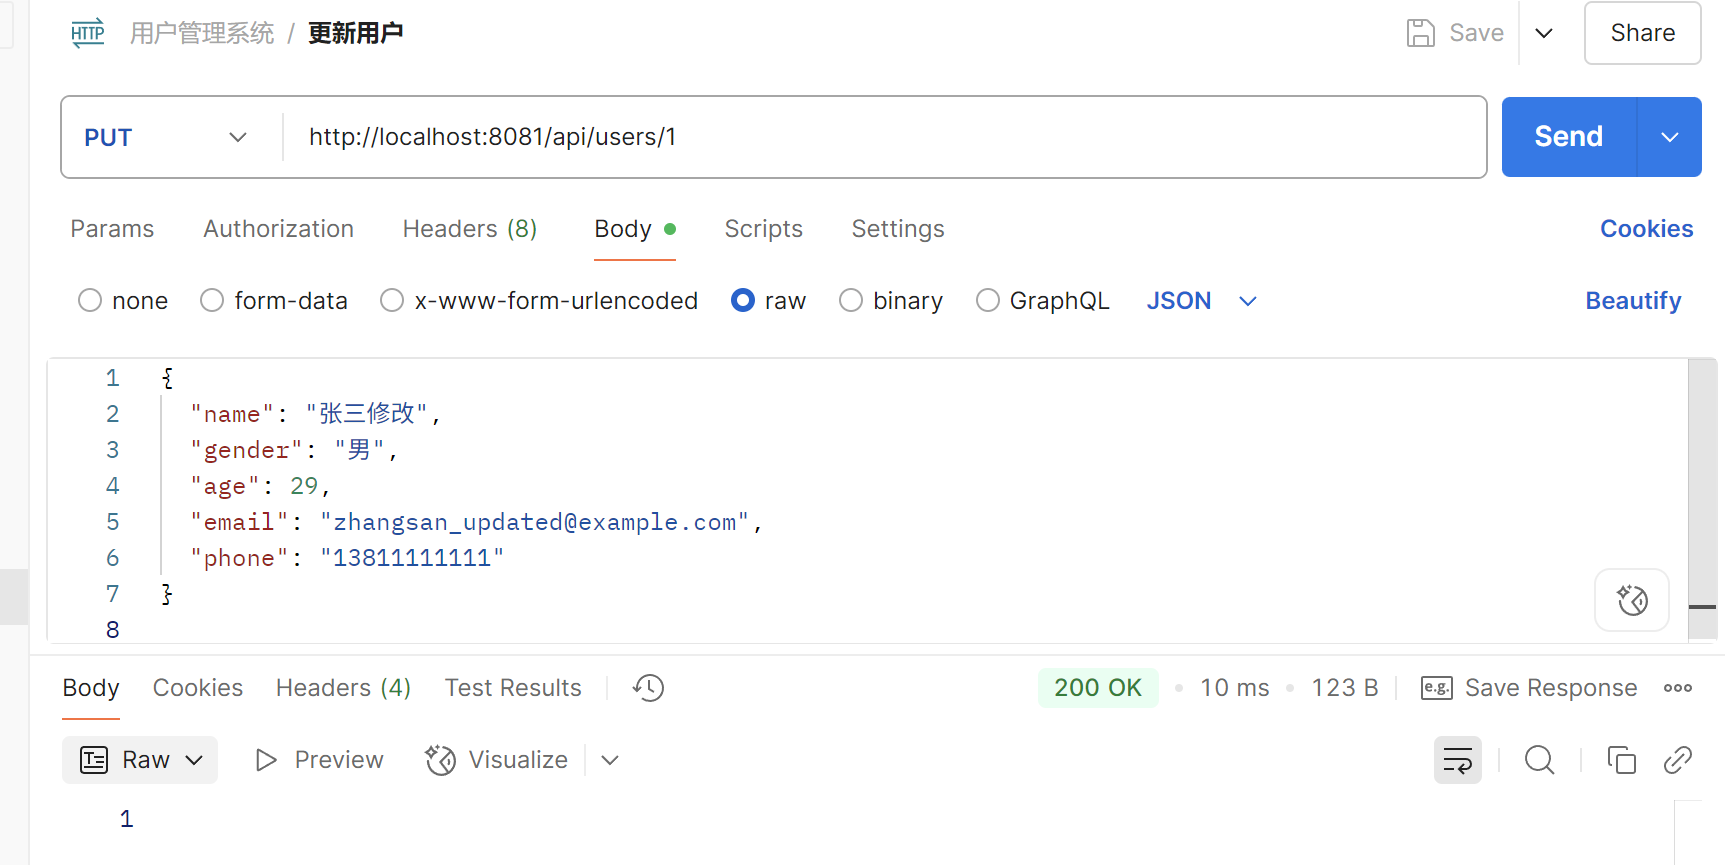 HTTP 用户管理系统 / 更新用户 Save Share
PUT http://localhost:8081/api/users/1 Send
Params Authorization Headers (8) Body Scripts Settings Cookies
none form-data x-www-form-urlencoded raw binary GraphQL JSON Beautify
1 {
2 "name": "张三修改",
3 "gender": "男",
4 "age": 29,
5 "email": "zhangsan_updated@example.com",
6 "phone": "13811111111"
7 }
8
Body Cookies Headers (4) Test Results 200 OK • 10 ms • 123 B e.g. Save Response
Raw Preview Visualize
1